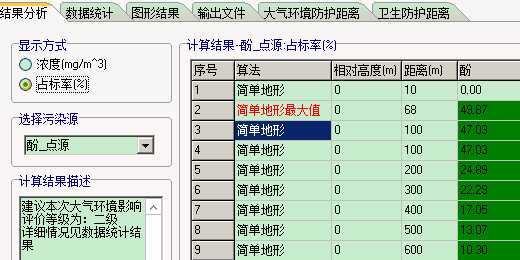 结果分析 数据统计 图形结果 输出文件 大气环境防护距离 卫生防护距离
显示方式
浓度(mg/m^3)
占标率(%)
选择污染源
酚_点源
计算结果描述
建议本次大气环境影响
评价等级为：二级
详细情况见数据统计结
果
计算结果-酚_点源:占标率(%)
序号 算法 相对高度(m) 距离(m) 酚
1 简单地形 0 10 0.00
2 简单地形最大值 0 68 49.87
3 简单地形 0 100 47.03
4 简单地形 0 100 47.03
5 简单地形 0 200 24.89
6 简单地形 0 300 22.29
7 简单地形 0 400 17.05
8 简单地形 0 500 13.07
9 简单地形 0 600 10.30